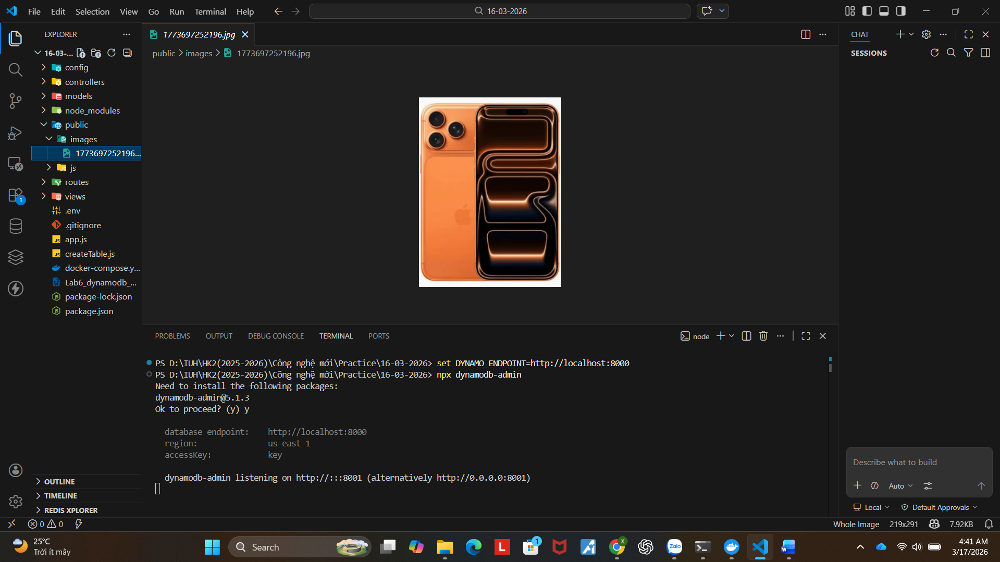 File Edit Selection View Go Run Terminal Help
16-03-2026
EXPLORER
16-03-...
config
controllers
models
node_modules
public
images
1773697252196...
js
routes
views
.env
.gitignore
app.js
createTable.js
docker-compose.y...
Lab6_dynamodb_...
package-lock.json
package.json
OUTLINE
TIMELINE
REDIS XPLORER
1
1773697252196.jpg
public > images > 1773697252196.jpg
PROBLEMS OUTPUT DEBUG CONSOLE TERMINAL PORTS
node
PS D:\IUH\HK2(2025-2026)\Công nghệ mới\Practice\16-03-2026> set DYNAMO_ENDPOINT=http://localhost:8000
PS D:\IUH\HK2(2025-2026)\Công nghệ mới\Practice\16-03-2026> npx dynamodb-admin
Need to install the following packages:
dynamodb-admin@5.1.3
Ok to proceed? (y) y
database endpoint: http://localhost:8000
region: us-east-1
accessKey: key
dynamodb-admin listening on http://:::8001 (alternatively http://0.0.0.0:8001)
CHAT
SESSIONS
Describe what to build
Auto
Local Default Approvals
0 0
Whole Image 219x291 7.92KB
25°C
Trời ít mây
Search
L
1
X
Zalo
W
4:41 AM
3/17/2026